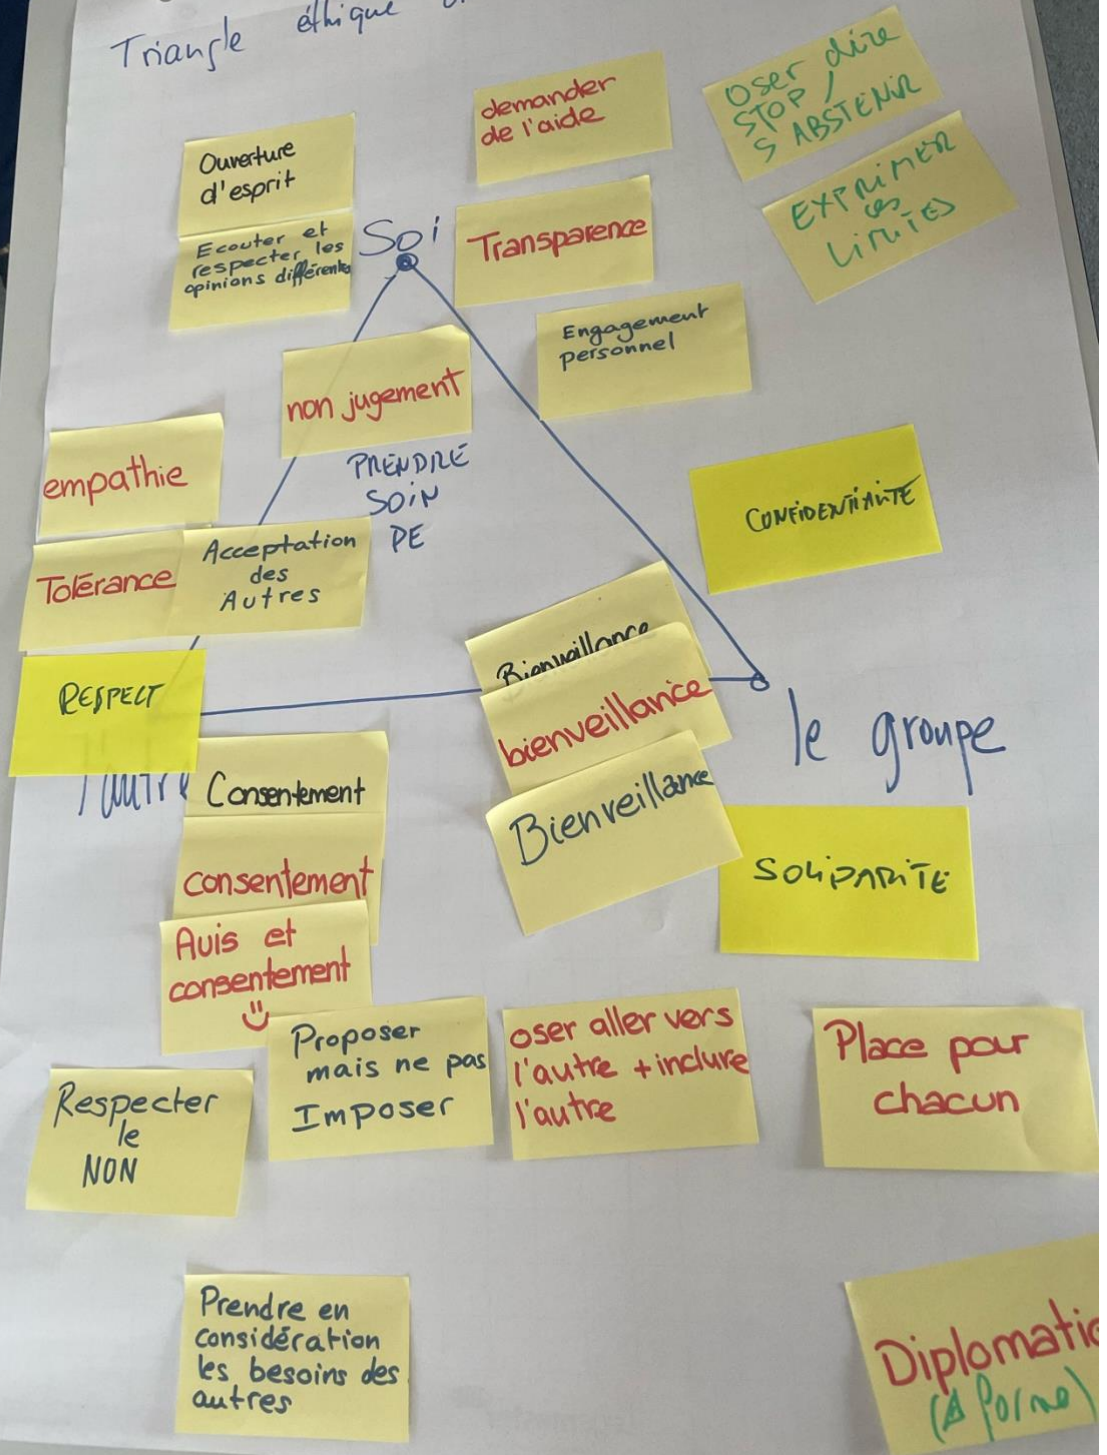 Triangle éthique
demander
de l'aide
Oser dire
STOP /
S ABSTENIR
Ouverture
d'esprit
EXPRIMER
ces
LIMITES
Ecouter et
respecter les
opinions différentes
Soi
Transparence
Engagement
personnel
non jugement
empathie
PRENDRE
SOIN
DE
CONFIDENTIALITE
Tolérance
Acceptation
des
Autres
Bienveillance
RESPECT
bienveillance
le groupe
l'autre
Consentement
Bienveillance
consentement
SOLIDARITE
Avis et
consentement
Proposer
mais ne pas
Imposer
oser aller vers
l'autre + inclure
l'autre
Place pour
chacun
Respecter
le
NON
Prendre en
considération
les besoins des
autres
Diplomatie
forme)